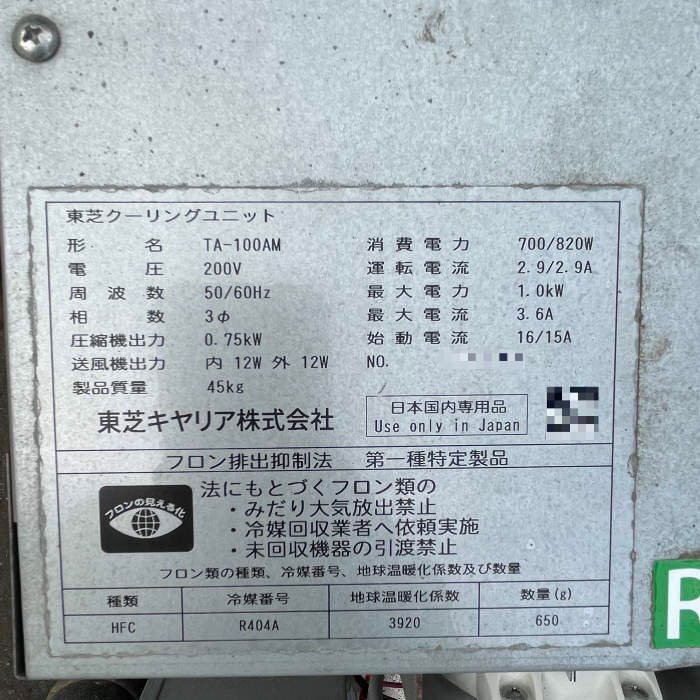 東芝クーリングユニット
形 名 TA-100AM 消費電力 700/820W
電 圧 200V 運転電流 2.9/2.9A
周波数 50/60Hz 最大電力 1.0kW
相 数 3φ 最大電流 3.6A
圧縮機出力 0.75kW 始動電流 16/15A
送風機出力 内 12W 外 12W NO.
製品質量 45kg
東芝キヤリア株式会社 日本国内専用品
Use only in Japan
フロン排出抑制法 第一種特定製品
フロンの見える化
法にもとづくフロン類の
・みだり大気放出禁止
・冷媒回収業者へ依頼実施
・未回収機器の引渡禁止
フロン類の種類、冷媒番号、地球温暖化係数及び数量
種類 冷媒番号 地球温暖化係数 数量(g)
HFC R404A 3920 650
R